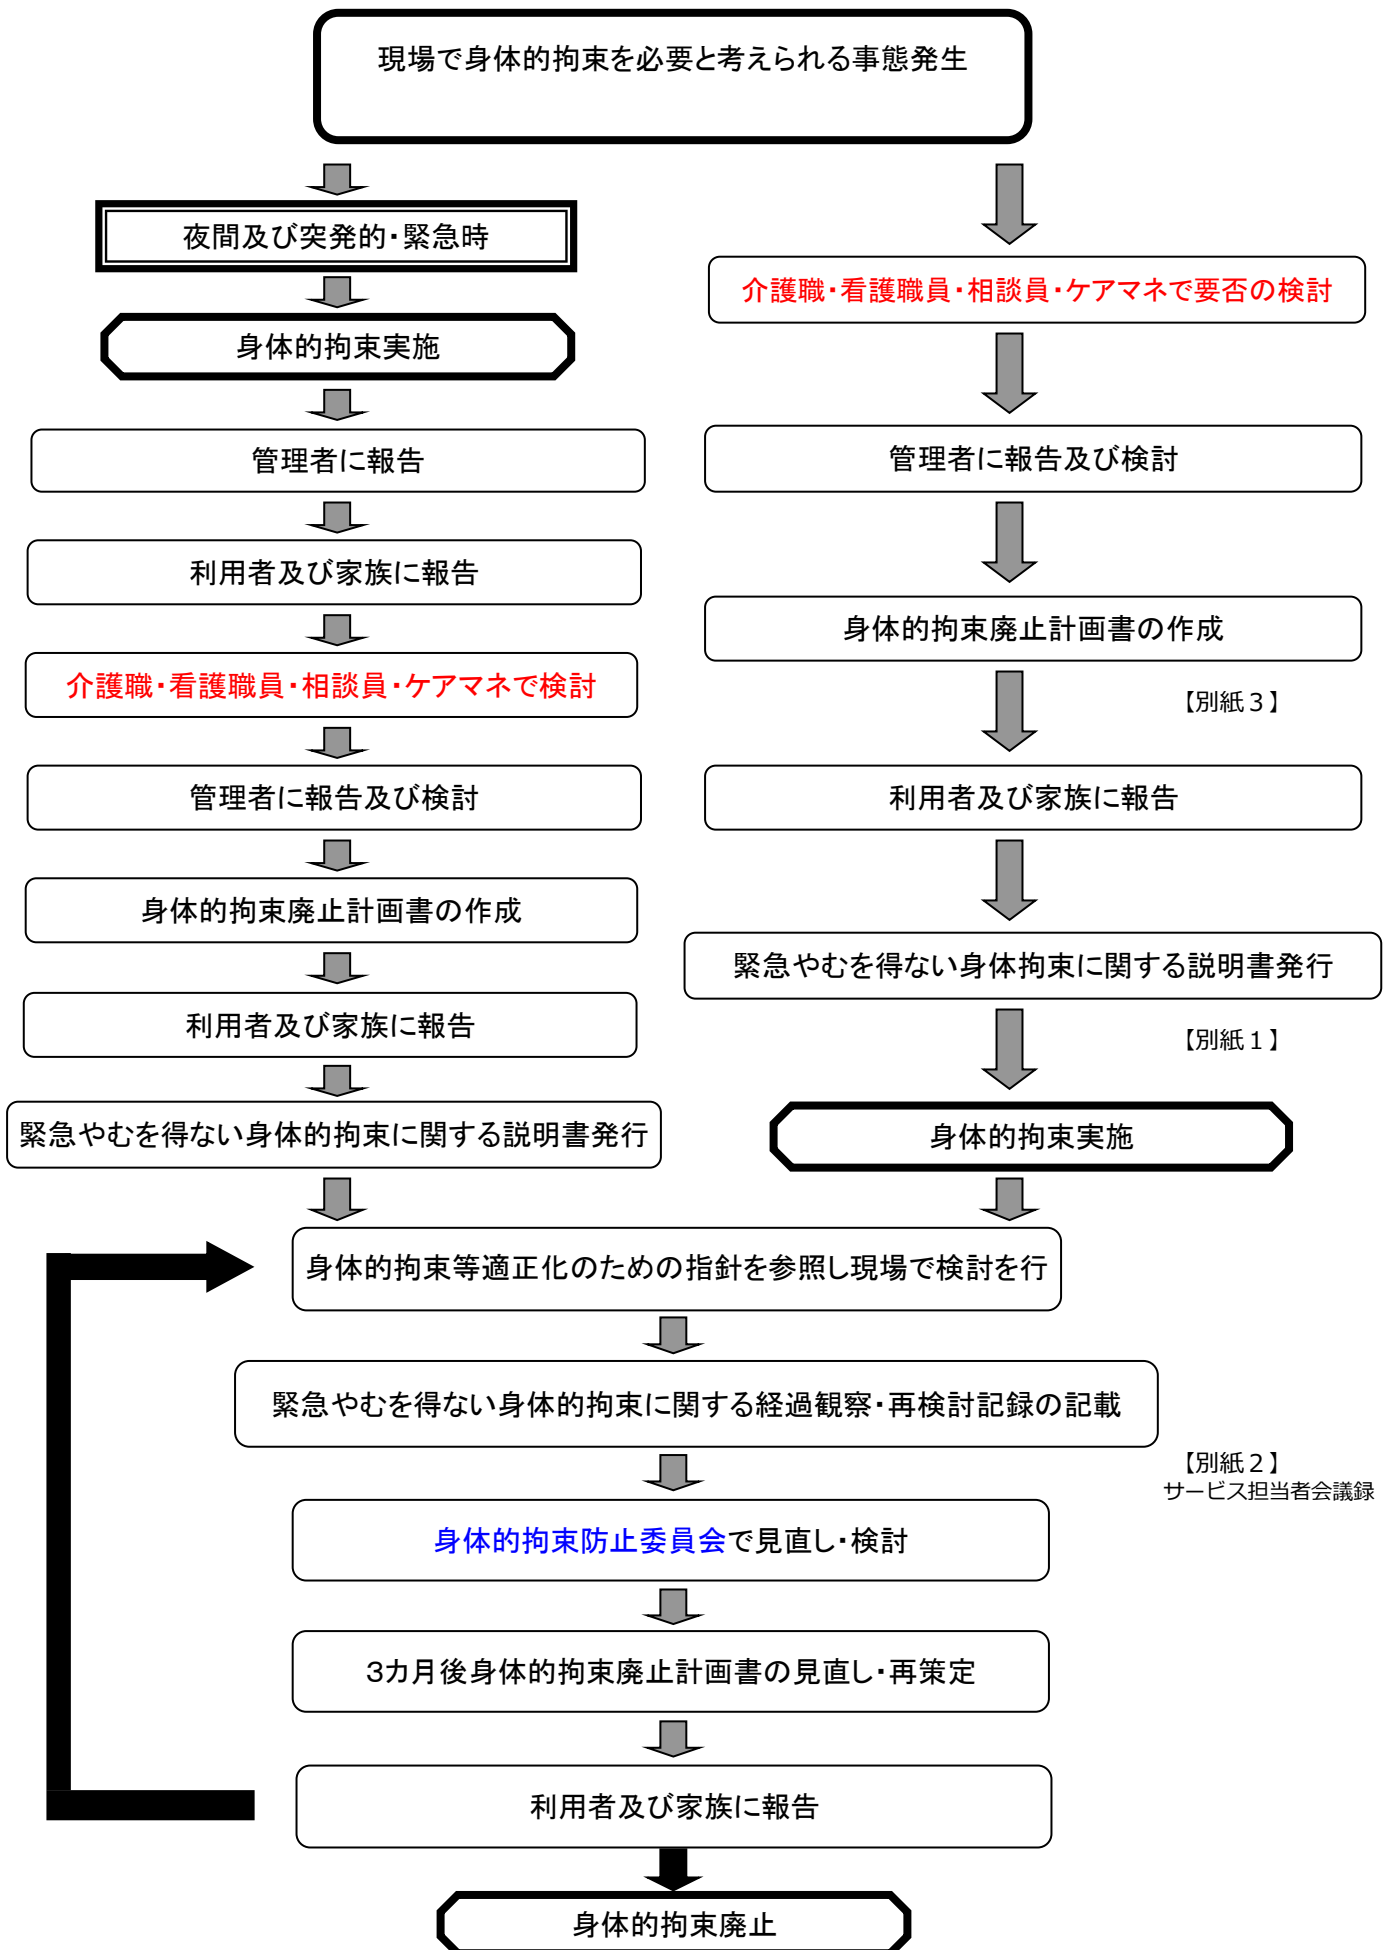 現場で身体的拘束を必要と考えられる事態発生
夜間及び突発的・緊急時
身体的拘束実施
管理者に報告
利用者及び家族に報告
介護職・看護職員・相談員・ケアマネで検討
管理者に報告及び検討
身体的拘束廃止計画書の作成
利用者及び家族に報告
緊急やむを得ない身体的拘束に関する説明書発行
介護職・看護職員・相談員・ケアマネで要否の検討
管理者に報告及び検討
身体的拘束廃止計画書の作成
【別紙３】
利用者及び家族に報告
緊急やむを得ない身体拘束に関する説明書発行
【別紙１】
身体的拘束実施
身体的拘束等適正化のための指針を参照し現場で検討を行
緊急やむを得ない身体的拘束に関する経過観察・再検討記録の記載
【別紙２】
サービス担当者会議録
身体的拘束防止委員会で見直し・検討
3カ月後身体的拘束廃止計画書の見直し・再策定
利用者及び家族に報告
身体的拘束廃止